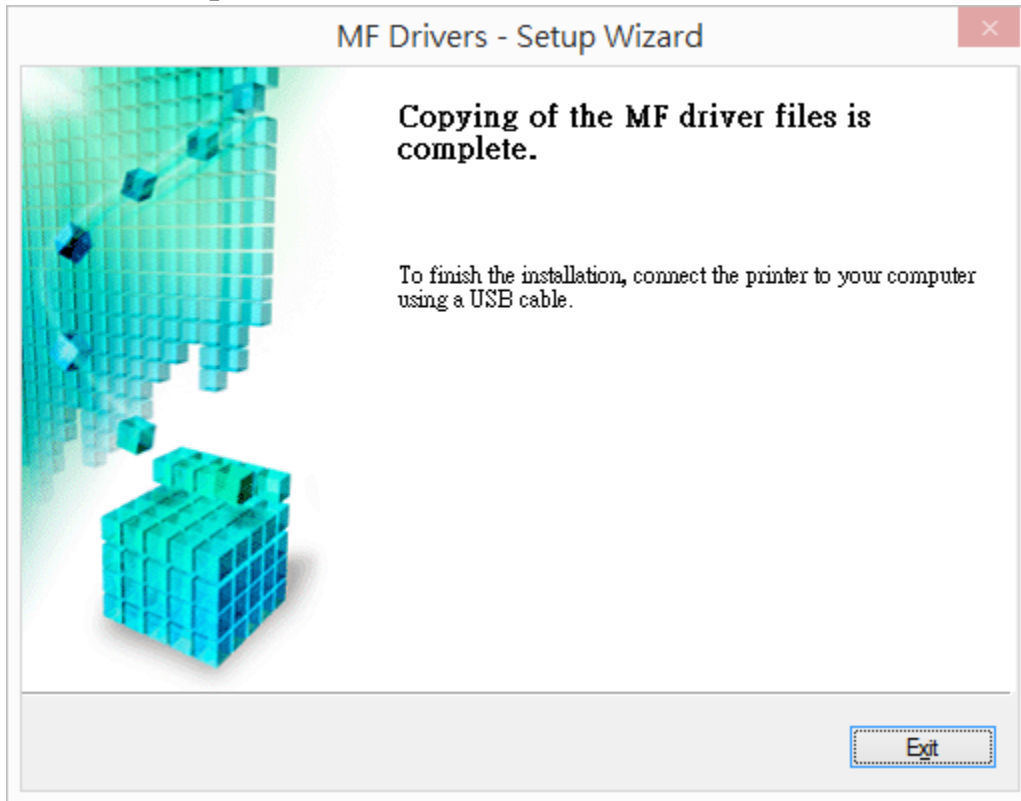 MF Drivers - Setup Wizard
Copying of the MF driver files is
complete.
To finish the installation, connect the printer to your computer
using a USB cable.
Exit